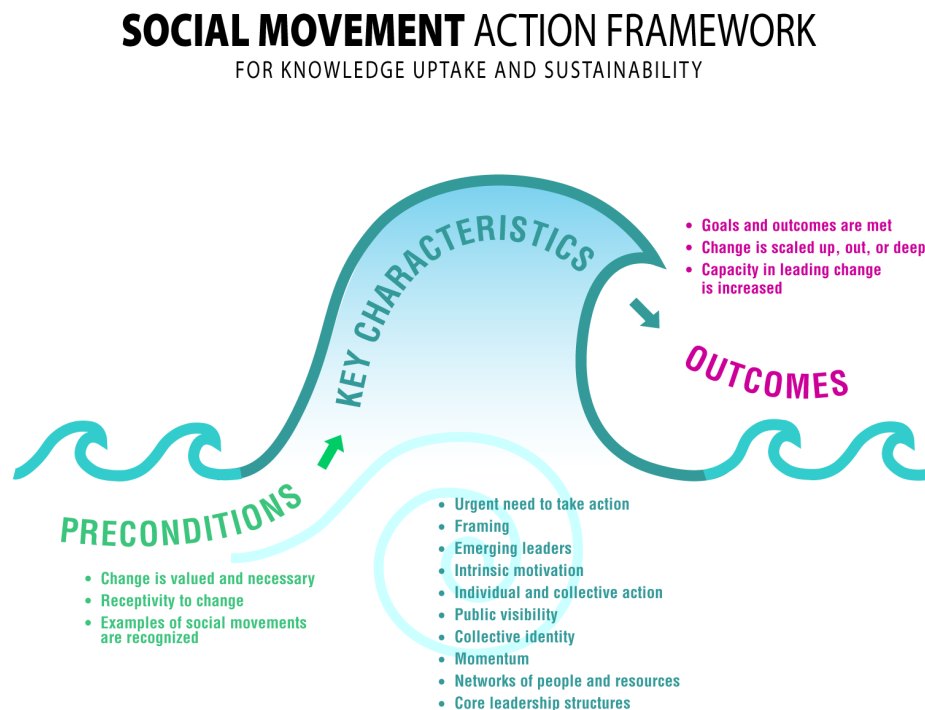 SOCIAL MOVEMENT ACTION FRAMEWORK
FOR KNOWLEDGE UPTAKE AND SUSTAINABILITY
KEY CHARACTERISTICS
• Goals and outcomes are met
• Change is scaled up, out, or deep
• Capacity in leading change
is increased
OUTCOMES
PRECONDITIONS
• Change is valued and necessary
• Receptivity to change
• Examples of social movements
are recognized
• Urgent need to take action
• Framing
• Emerging leaders
• Intrinsic motivation
• Individual and collective action
• Public visibility
• Collective identity
• Momentum
• Networks of people and resources
• Core leadership structures